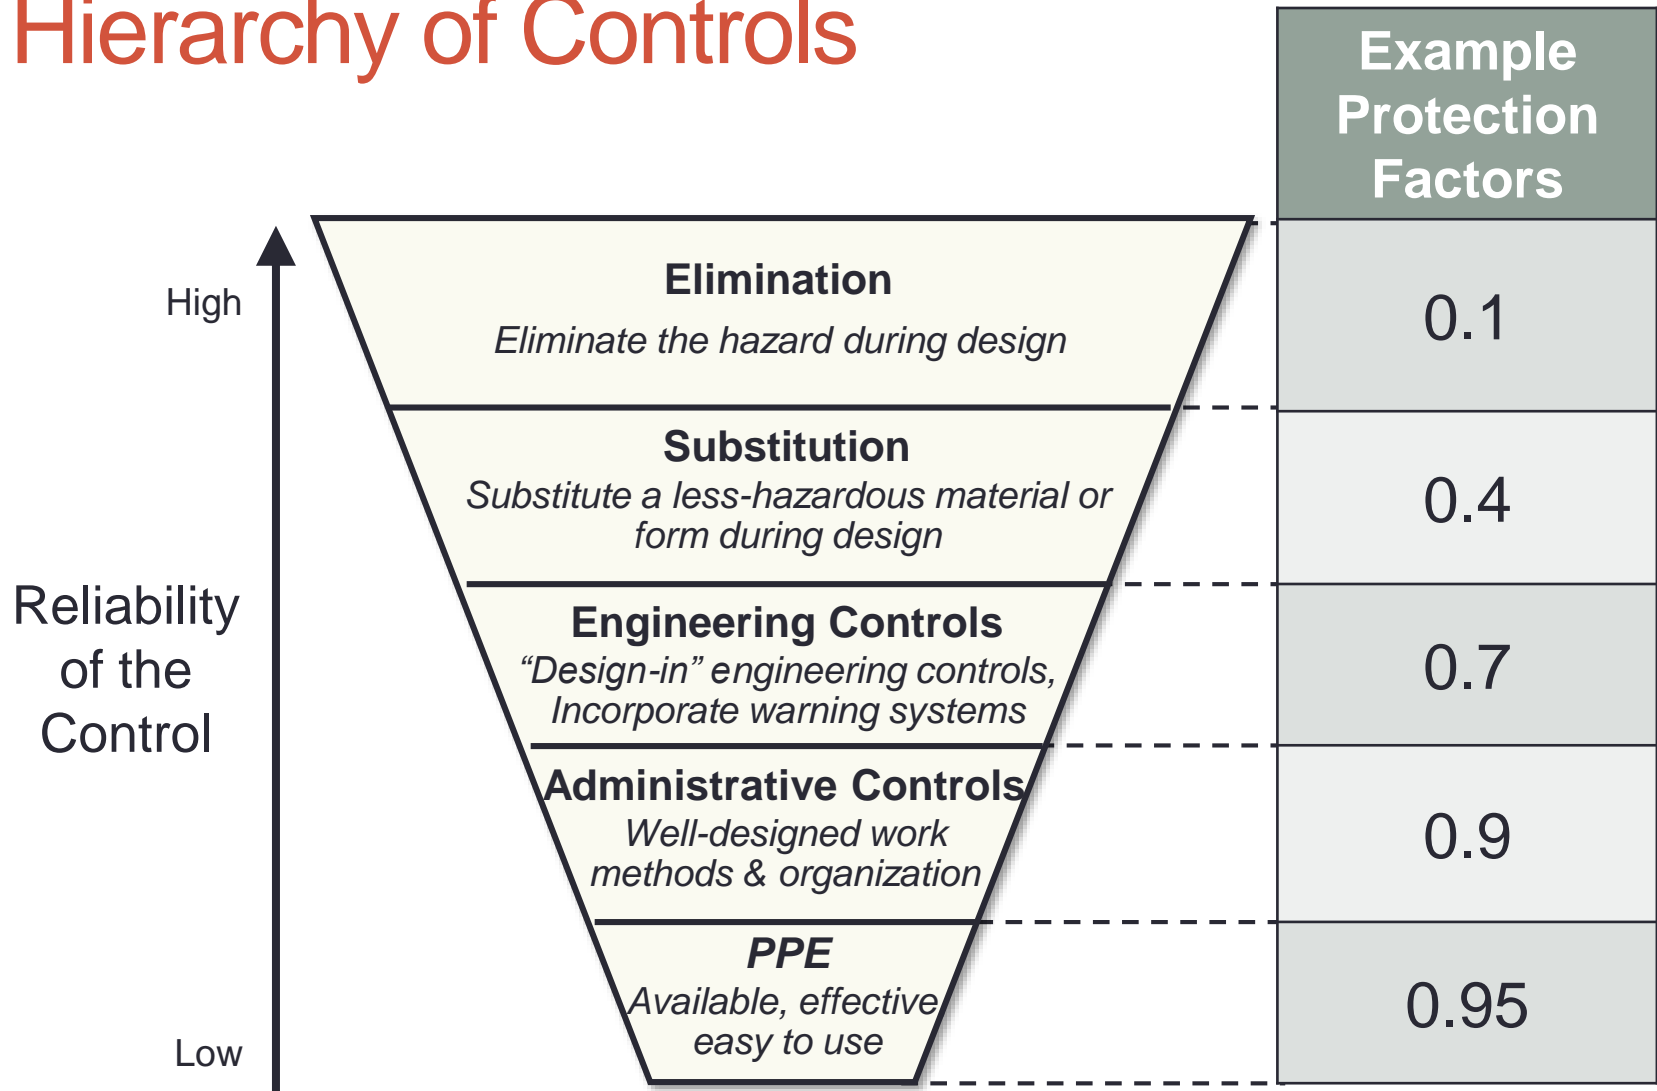 Hierarchy of Controls
Example
Protection
Factors
High
Elimination
Eliminate the hazard during design
0.1
Substitution
Substitute a less-hazardous material or
form during design
0.4
Reliability
of the
Control
Engineering Controls
“Design-in” engineering controls,
Incorporate warning systems
0.7
Administrative Controls
Well-designed work
methods & organization
0.9
PPE
Available, effective
easy to use
0.95
Low